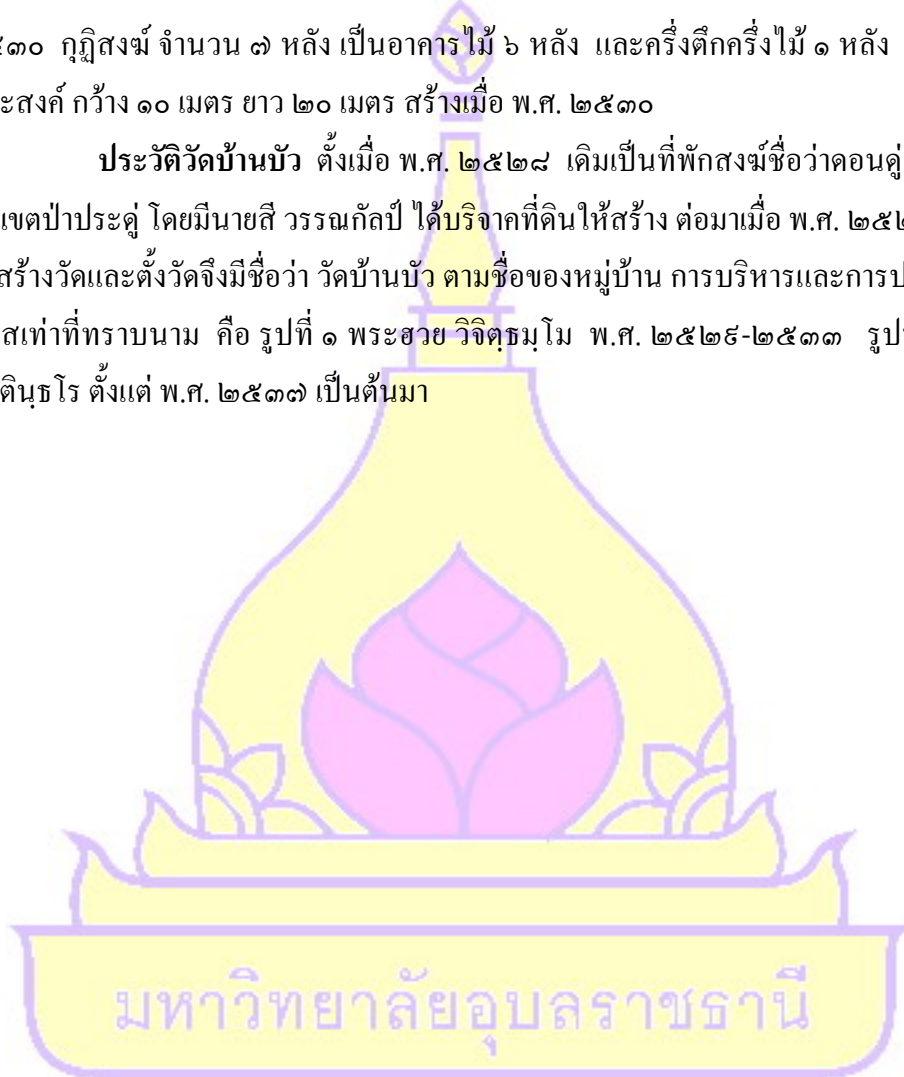 ๕๓๐ กุฏิสงฆ์ จำนวน ๗ หลัง เป็นอาคารไม้ ๖ หลัง และครึ่งตึกครึ่งไม้ ๑ หลัง
ะสงค์ กว้าง ๑๐ เมตร ยาว ๒๐ เมตร สร้างเมื่อ พ.ศ. ๒๕๓๐
ประวัติวัดบ้านบัว ตั้งเมื่อ พ.ศ. ๒๕๒๘ เดิมเป็นที่พักสงฆ์ชื่อว่าดอนดู่
เขตป่าประดู่ โดยมีนายสี วรรณกัลป์ ได้บริจาคที่ดินให้สร้าง ต่อมาเมื่อ พ.ศ.
สร้างวัดและตั้งวัดจึงมีชื่อว่า วัดบ้านบัว ตามชื่อของหมู่บ้าน การบริหารและการป
สเท่าที่ทราบนาม คือ รูปที่ ๑ พระฮวย วิจิตฺธมฺโม พ.ศ. ๒๕๒๙-๒๕๓๓ รูป
ตินฺธโร ตั้งแต่ พ.ศ. ๒๕๓๗ เป็นต้นมา
มหาวิทยาลัยอุบลราชธานี